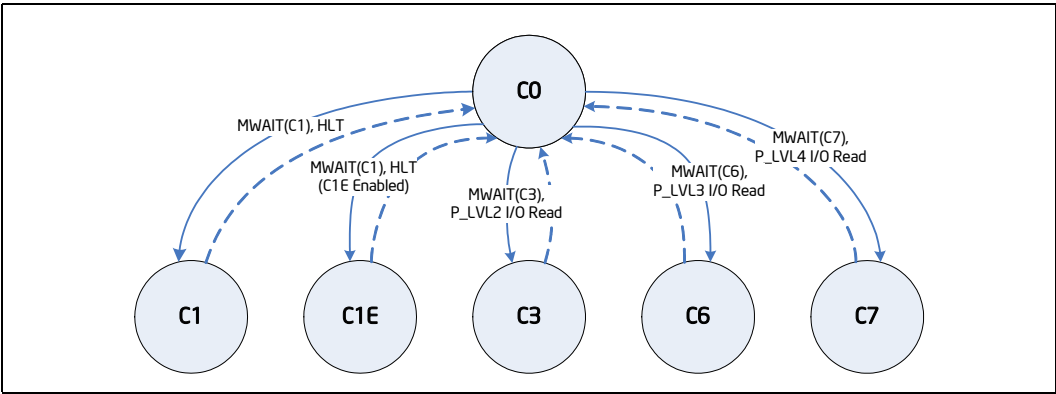 C0
MWAIT(C1), HLT
MWAIT(C1), HLT
(C1E Enabled)
MWAIT(C3),
P_LVL2 I/O Read
MWAIT(C6),
P_LVL3 I/O Read
MWAIT(C7),
P_LVL4 I/O Read
C1
C1E
C3
C6
C7